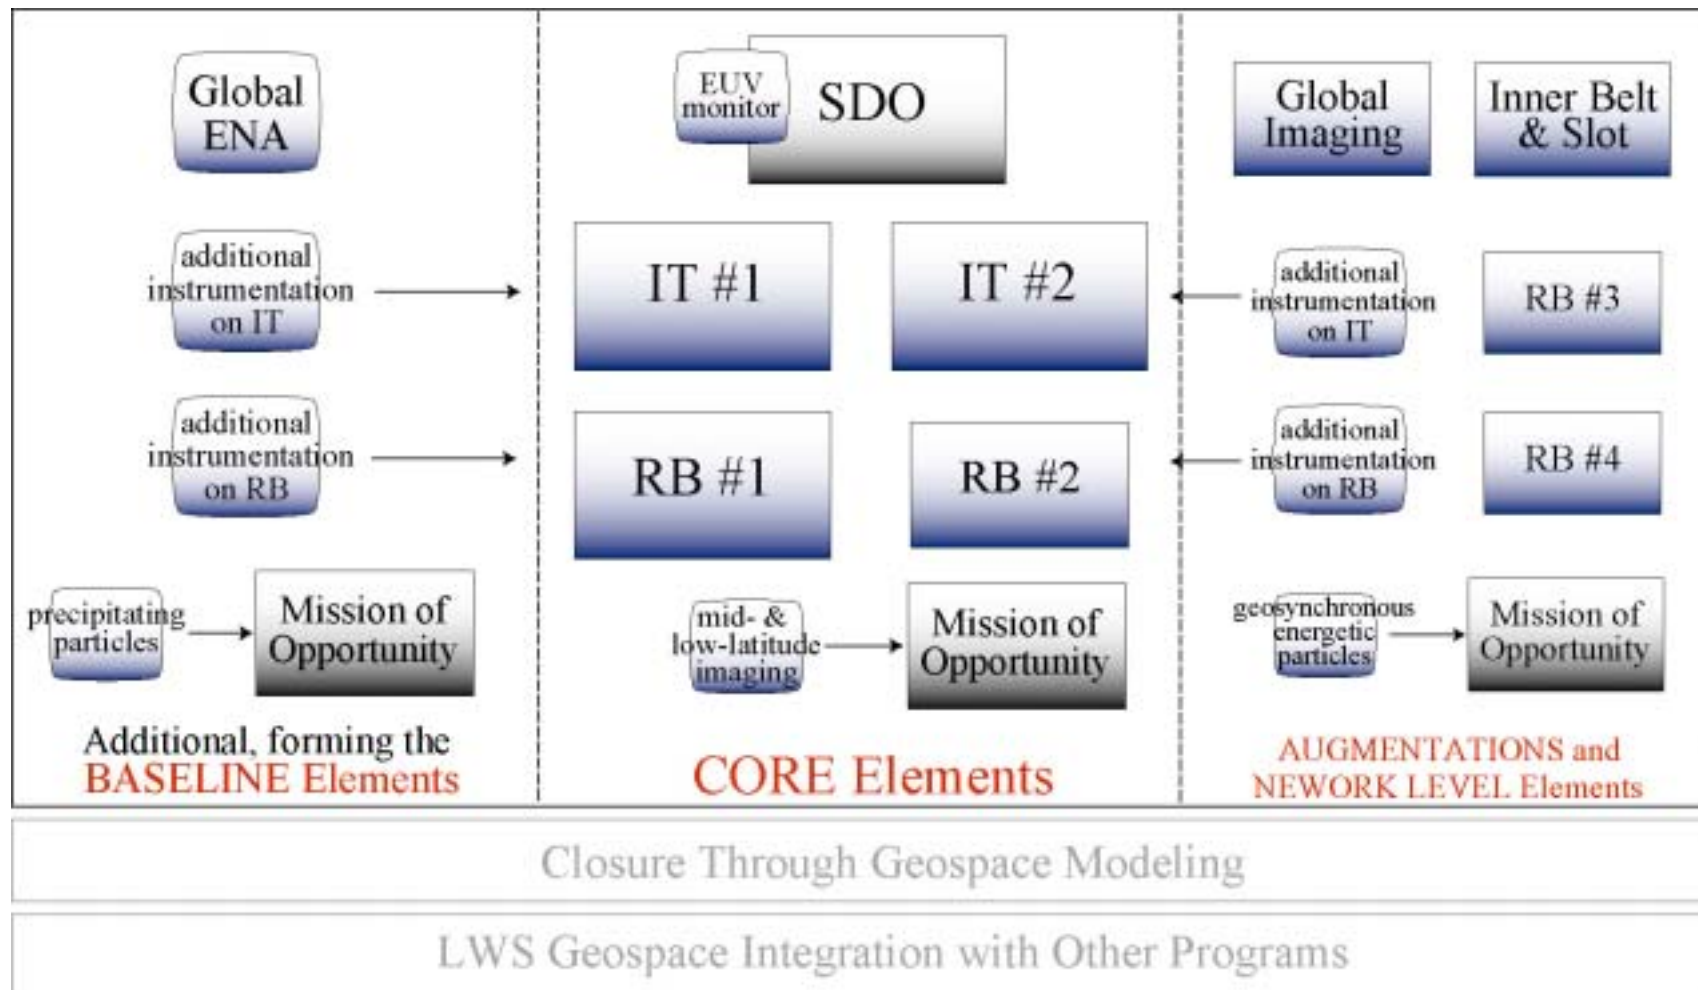 Global
ENA
additional
instrumentation
on IT
additional
instrumentation
on RB
precipitating
particles
Mission of
Opportunity
Additional, forming the
BASELINE Elements
EUV
monitor
SDO
IT #1
IT #2
RB #1
RB #2
mid- &
low-latitude
imaging
Mission of
Opportunity
CORE Elements
Global
Imaging
Inner Belt
& Slot
additional
instrumentation
on IT
RB #3
additional
instrumentation
on RB
RB #4
geosynchronous
energetic
particles
Mission of
Opportunity
AUGMENTATIONS and
NEWORK LEVEL Elements
Closure Through Geospace Modeling
LWS Geospace Integration with Other Programs